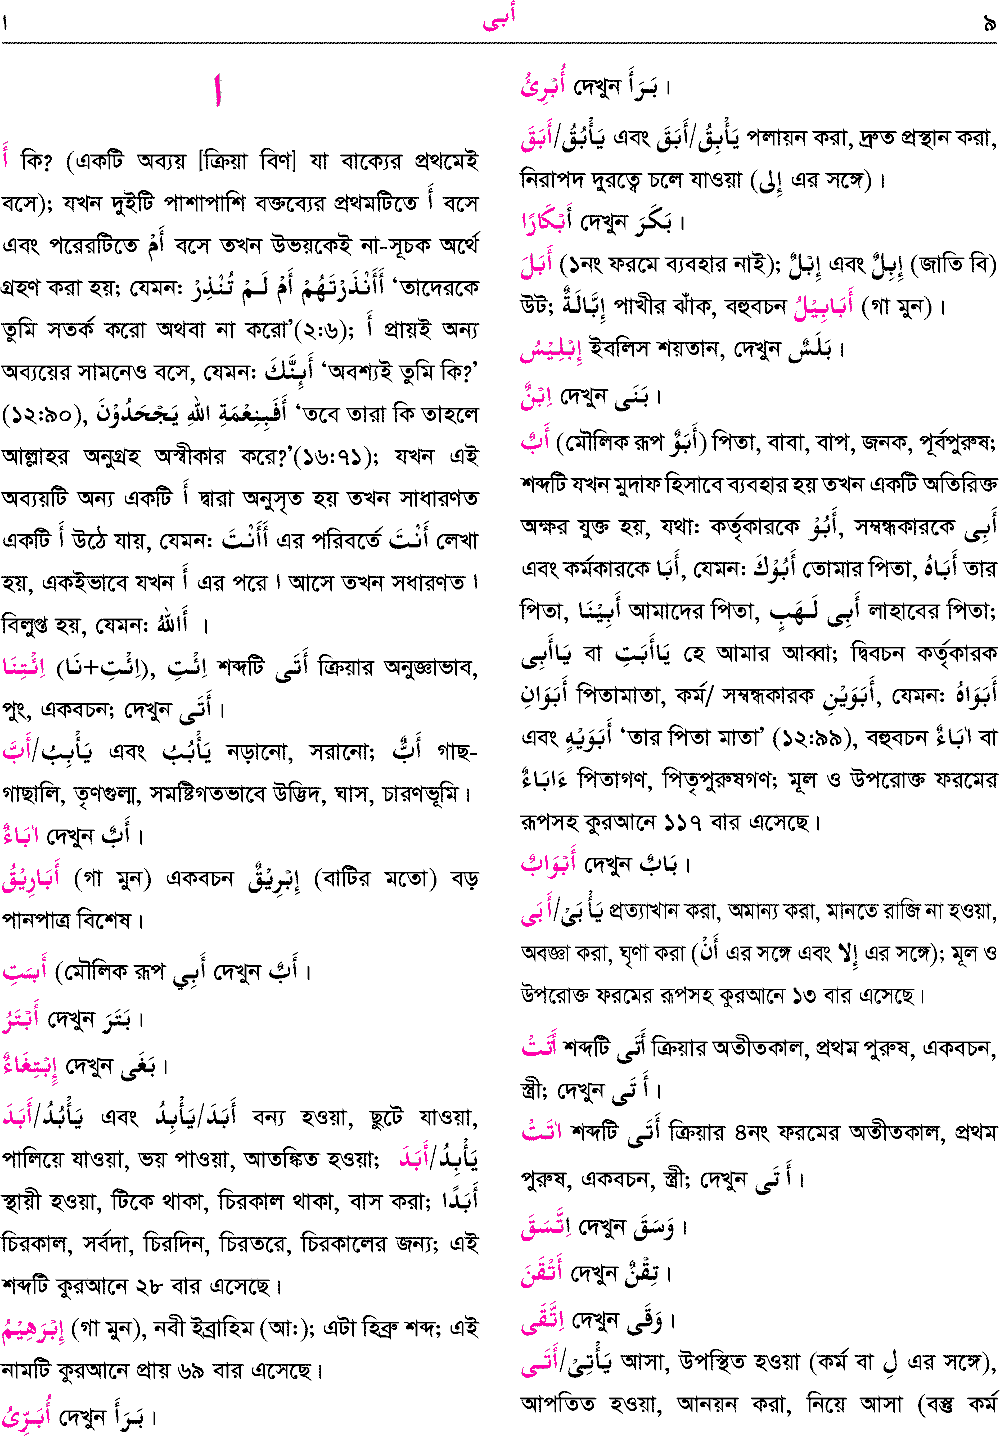 ا أبى ৯
ا
أَ কি? (একটি অব্যয় [ক্রিয়া বিণ] যা বাক্যের প্রথমেই
বসে); যখন দুইটি পাশাপাশি বক্তব্যের প্রথমটিতে أَ বসে
এবং পরেরটিতে أَمْ বসে তখন উভয়কেই না-সূচক অর্থে
গ্রহণ করা হয়; যেমন: أَأَنْذَرْتَهُمْ أَمْ لَمْ تُنْذِرْ ‘তাদেরকে
তুমি সতর্ক করো অথবা না করো’(২:৬); أَ প্রায়ই অন্য
অব্যয়ের সামনেও বসে, যেমন: أَئِنَّكَ ‘অবশ্যই তুমি কি?’
(১২:৯০), أَفَبِنِعْمَةِ اللهِ يَجْحَدُوْنَ ‘তবে তারা কি তাহলে
আল্লাহর অনুগ্রহ অস্বীকার করে?’(১৬:৭১); যখন এই
অব্যয়টি অন্য একটি أَ দ্বারা অনুসৃত হয় তখন সাধারণত
একটি أَ উঠে যায়, যেমন: أَأَنْتَ এর পরিবর্তে أَنْتَ লেখা
হয়, একইভাবে যখন أَ এর পরে ا আসে তখন সধারণত ا
বিলুপ্ত হয়, যেমন: أَاللهُ ।
اِئْتِنَا (اِئْتِ+نَا), اِئْتِ শব্দটি أَتَى ক্রিয়ার অনুজ্ঞাভাব,
পুং, একবচন; দেখুন أَتَى ।
أَبَّ/يَأْبِبُ এবং يَأْبُبُ নড়ানো, সরানো; أَبٌّ গাছ-
গাছালি, তৃণগুল্ম, সমষ্টিগতভাবে উদ্ভিদ, ঘাস, চারণভূমি ।
اٰبَاءٌ দেখুন أَبٌ ।
أَبَارِيْقُ (গা মুন) একবচন إِبْرِيْقٌ (বাটির মতো) বড়
পানপাত্র বিশেষ ।
أَبَتِ (মৌলিক রূপ أَبِي দেখুন أَبٌ ।
أَبْتَرُ দেখুন بَتَرَ ।
إِبْتِغَاءٌ দেখুন بَغَى ।
أَبَدَ/يَأْبُدُ এবং أَبَدَ/يَأْبِدُ বন্য হওয়া, ছুটে যাওয়া,
পালিয়ে যাওয়া, ভয় পাওয়া, আতঙ্কিত হওয়া; أَبَدَ/يَأْبِدُ
স্থায়ী হওয়া, টিকে থাকা, চিরকাল থাকা, বাস করা; أَبَدًا
চিরকাল, সর্বদা, চিরদিন, চিরতরে, চিরকালের জন্য; এই
শব্দটি কুরআনে ২৮ বার এসেছে।
إِبْرَهِيْمُ (গা মুন), নবী ইব্রাহিম (আ:); এটা হিব্রু শব্দ; এই
নামটি কুরআনে প্রায় ৬৯ বার এসেছে।
أُبَرِّىُ দেখুন بَرَأَ ।
أُبْرِئُ দেখুন بَرَأَ ।
أَبَقَ/يَأْبُقُ এবং أَبَقَ/يَأْبِقُ পলায়ন করা, দ্রুত প্রস্থান করা,
নিরাপদ দুরত্বে চলে যাওয়া (إِلى এর সঙ্গে) ।
أَبْكَارًا দেখুন بَكَرَ ।
أَبَلَ (১নং ফরমে ব্যবহার নাই); إِبْلٌ এবং إِبِلٌ (জাতি বি)
উট; إِبَّالَةٌ পাখীর ঝাঁক, বহুবচন أَبَابِيْلُ (গা মুন) ।
إِبْلِيْسُ ইবলিস শয়তান, দেখুন بَلَسٌ ।
اِبْنٌ দেখুন بَنَى ।
أَبٌ (মৌলিক রূপ أَبَوٌ) পিতা, বাবা, বাপ, জনক, পূর্বপুরুষ;
শব্দটি যখন মুদাফ হিসাবে ব্যবহার হয় তখন একটি অতিরিক্ত
অক্ষর যুক্ত হয়, যথা: কর্তৃকারকে أَبُوْ, সম্বন্ধকারকে أَبِى
এবং কর্মকারকে أَبَا, যেমন: أَبُوْكَ তোমার পিতা, أَبَاهُ তার
পিতা, أَبِيْنَا আমাদের পিতা, أَبِى لَهَبٍ লাহাবের পিতা;
يَاأَبِى বা يَاأَبَتِ হে আমার আব্বা; দ্বিবচন কর্তৃকারক
أَبَوَانِ পিতামাতা, কর্ম/ সম্বন্ধকারক أَبَوَيْنِ, যেমন: أَبَوَاهُ
এবং أَبَوَيْهِ ‘তার পিতা মাতা’ (১২:৯৯), বহুবচন اٰبَاءٌ বা
ءَابَاءٌ পিতাগণ, পিতৃপুরুষগণ; মূল ও উপরোক্ত ফরমের
রূপসহ কুরআনে ১১৭ বার এসেছে।
أَبْوَابٌ দেখুন بَابٌ ।
أَبَى/يَأْبَىْ প্রত্যাখান করা, অমান্য করা, মানতে রাজি না হওয়া,
অবজ্ঞা করা, ঘৃণা করা (أَنْ এর সঙ্গে এবং إِلا এর সঙ্গে); মূল ও
উপরোক্ত ফরমের রূপসহ কুরআনে ১৩ বার এসেছে।
أَتَتْ শব্দটি أَتَى ক্রিয়ার অতীতকাল, প্রথম পুরুষ, একবচন,
স্ত্রী; দেখুন أَتَى ।
اٰتَتْ শব্দটি أَتَى ক্রিয়ার ৪নং ফরমের অতীতকাল, প্রথম
পুরুষ, একবচন, স্ত্রী; দেখুন أَتَى ।
اِتَّسَقَ দেখুন وَسَقَ ।
أَتْقَنَ দেখুন تِقْنٌ ।
اِتَّقَى দেখুন وَقَى ।
أَتَى/يَأْتِىْ আসা, উপস্থিত হওয়া (কর্ম বা لِ এর সঙ্গে),
আপতিত হওয়া, আনয়ন করা, নিয়ে আসা (বস্তু কর্ম